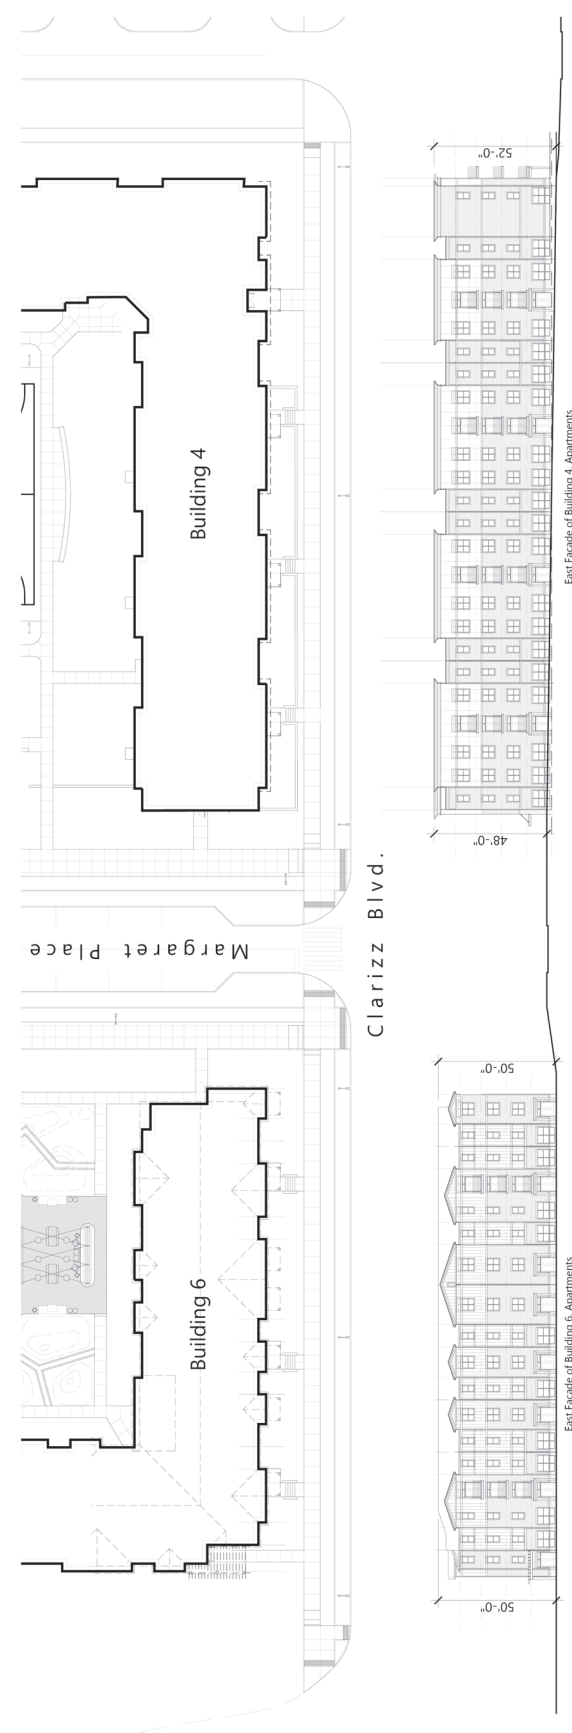 52'-0"
Building 4
East Facade of Building 4, Apartments
48'-0"
Clarizz Blvd.
Margaret Place
50'-0"
Building 6
East Facade of Building 6, Apartments
50'-0"